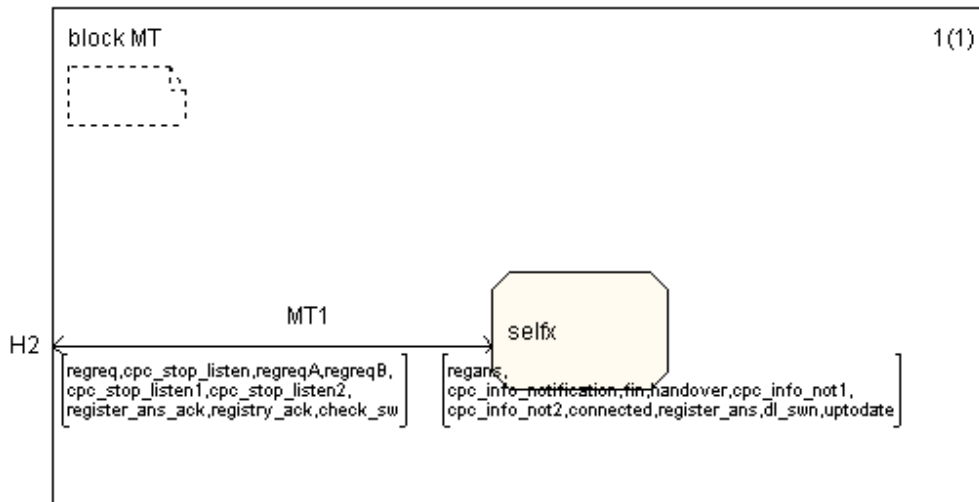 block MT
1(1)
MT1
selfx
H2
regreq,cpc_stop_listen,regreqA,regreqB,
cpc_stop_listen1,cpc_stop_listen2,
register_ans_ack,registry_ack,check_sw
regans,
cpc_info_notification,fin,handover,cpc_info_not1,
cpc_info_not2,connected,register_ans,dl_swn,uptodate